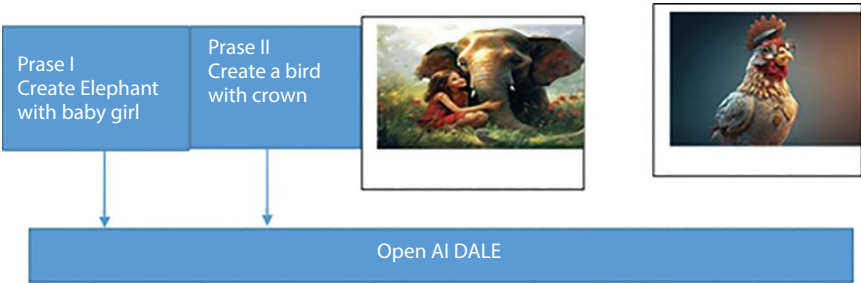 Prase I
Create Elephant
with baby girl
Prase II
Create a bird
with crown
Open AI DALE